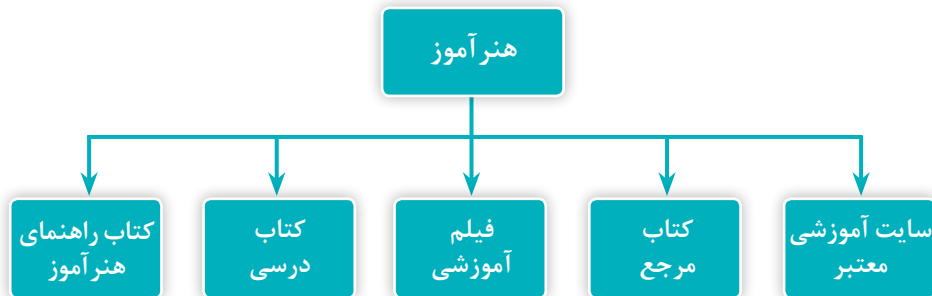 هنرآموز
سایت آموزشی
معتبر
کتاب
مرجع
فیلم
آموزشی
کتاب
درسی
کتاب راهنمای
هنرآموز